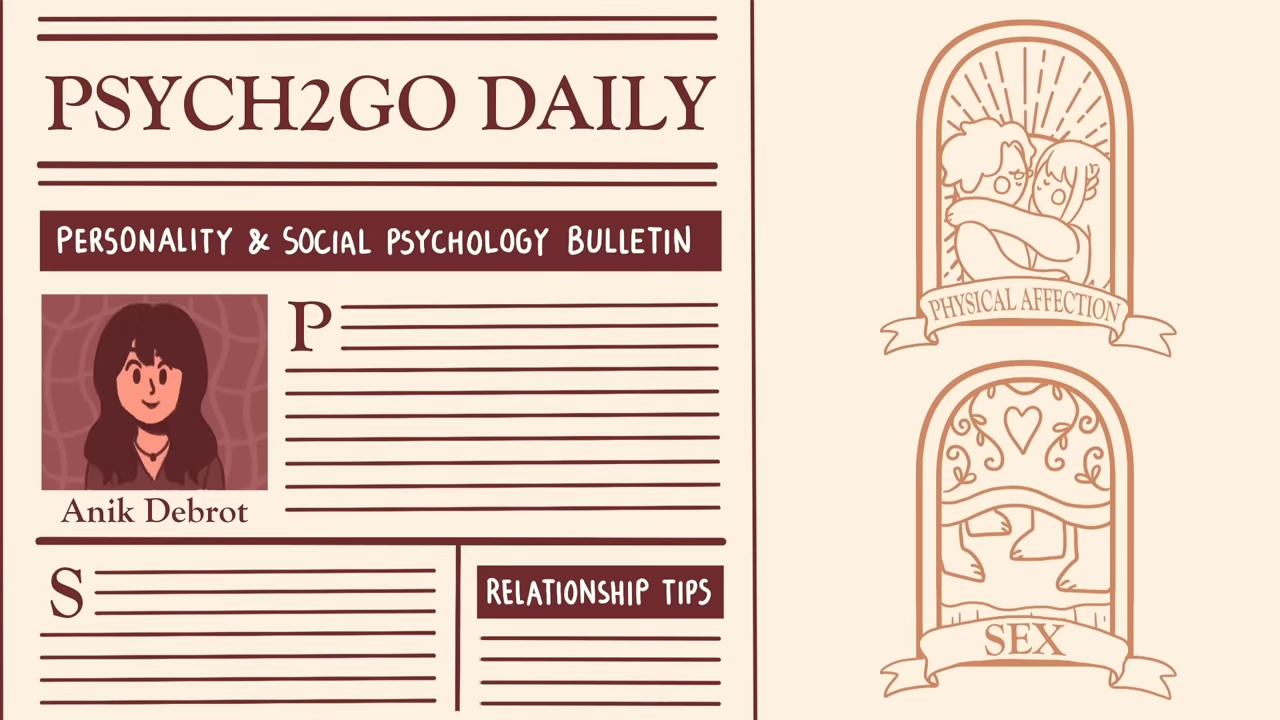 PSYCH2GO DAILY
PERSONALITY & SOCIAL PSYCHOLOGY BULLETIN
P
Anik Debrot
S
RELATIONSHIP TIPS
PHYSICAL AFFECTION
SEX